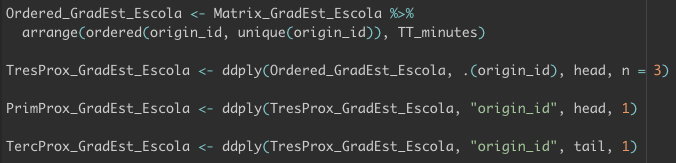 Ordered_GradEst_Escola <- Matrix_GradEst_Escola %>%
  arrange(ordered(origin_id, unique(origin_id)), TT_minutes)
TresProx_GradEst_Escola <- ddply(Ordered_GradEst_Escola, .(origin_id), head, n = 3)
PrimProx_GradEst_Escola <- ddply(TresProx_GradEst_Escola, "origin_id", head, 1)
TercProx_GradEst_Escola <- ddply(TresProx_GradEst_Escola, "origin_id", tail, 1)